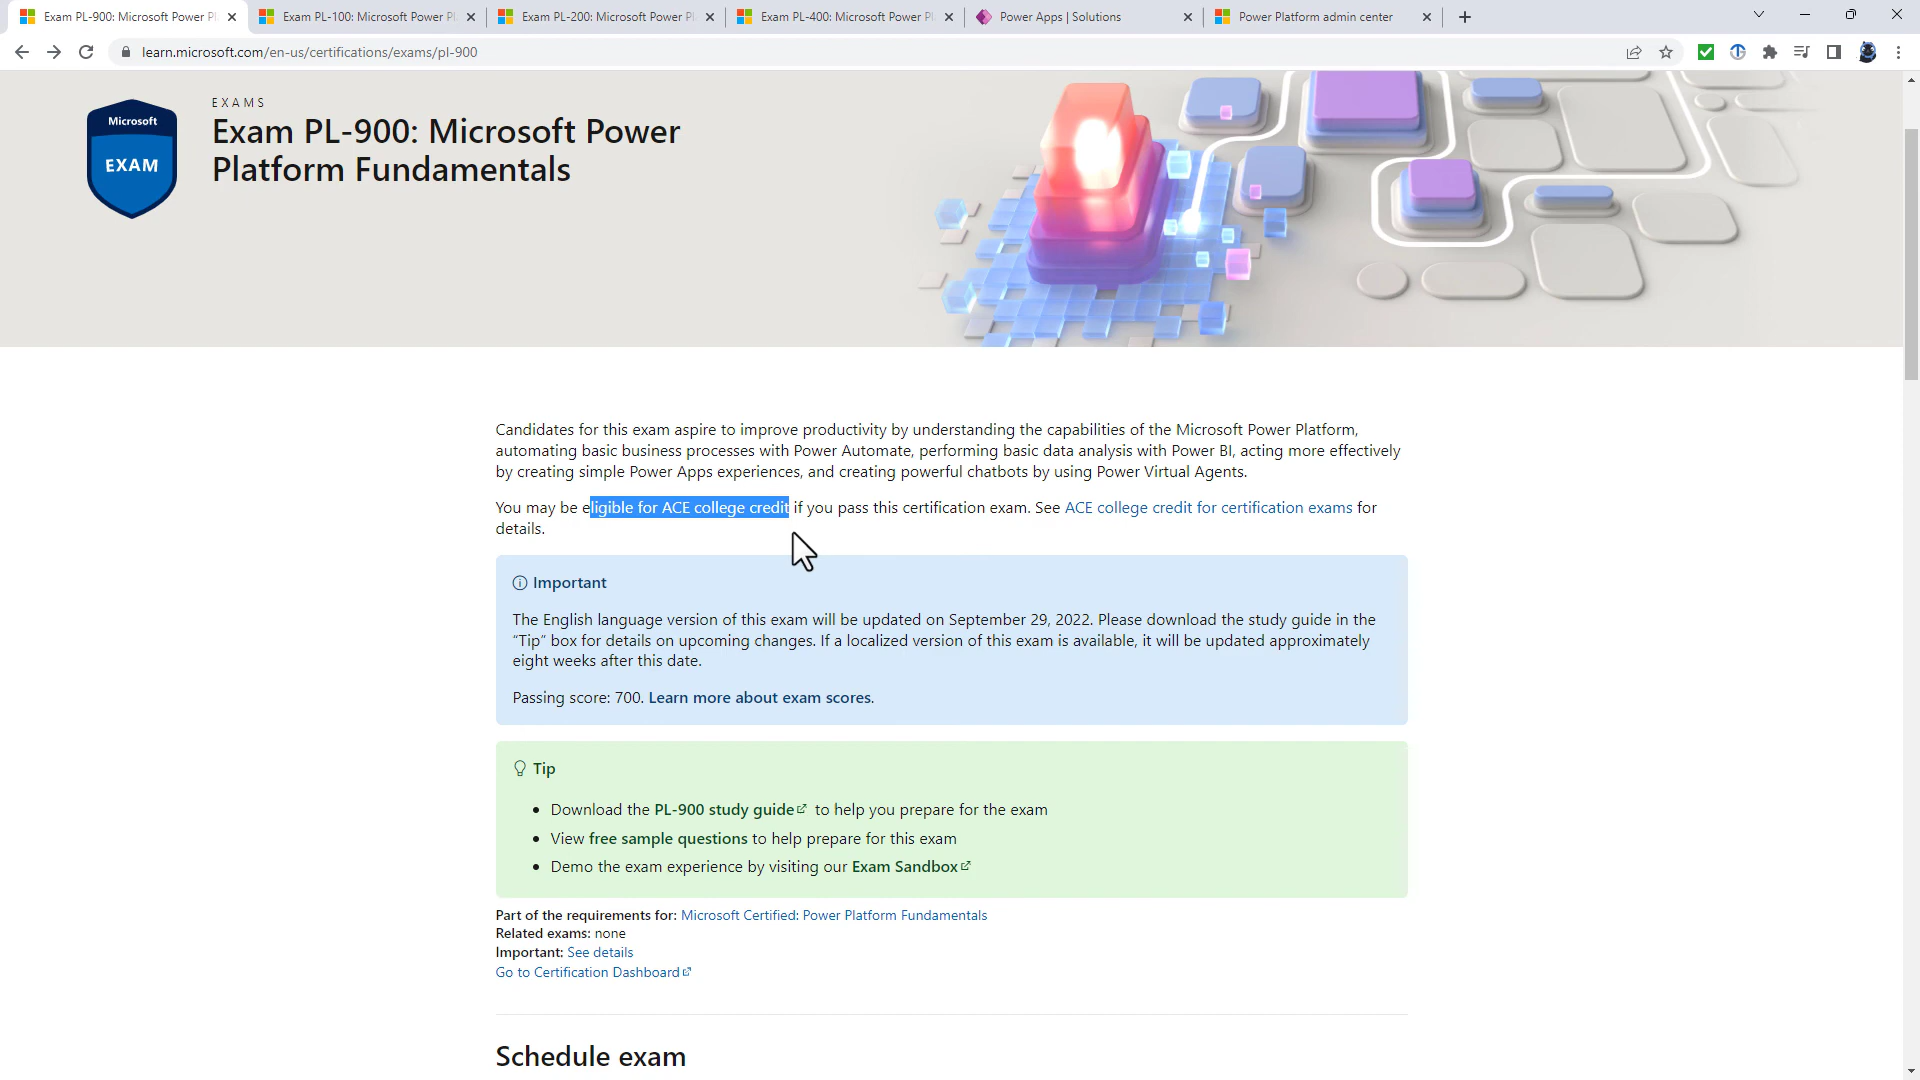 Exam PL-900: Microsoft Power Pl
Exam PL-100: Microsoft Power Pl
Exam PL-200: Microsoft Power Pl
Exam PL-400: Microsoft Power Pl
Power Apps | Solutions
Power Platform admin center
learn.microsoft.com/en-us/certifications/exams/pl-900
Microsoft
EXAM
EXAMS
Exam PL-900: Microsoft Power
Platform Fundamentals
Candidates for this exam aspire to improve productivity by understanding the capabilities of the Microsoft Power Platform,
automating basic business processes with Power Automate, performing basic data analysis with Power BI, acting more effectively
by creating simple Power Apps experiences, and creating powerful chatbots by using Power Virtual Agents.
You may be eligible for ACE college credit if you pass this certification exam. See ACE college credit for certification exams for
details.
Important
The English language version of this exam will be updated on September 29, 2022. Please download the study guide in the
“Tip” box for details on upcoming changes. If a localized version of this exam is available, it will be updated approximately
eight weeks after this date.
Passing score: 700. Learn more about exam scores.
Tip
• Download the PL-900 study guide to help you prepare for the exam
• View free sample questions to help prepare for this exam
• Demo the exam experience by visiting our Exam Sandbox
Part of the requirements for: Microsoft Certified: Power Platform Fundamentals
Related exams: none
Important: See details
Go to Certification Dashboard
Schedule exam